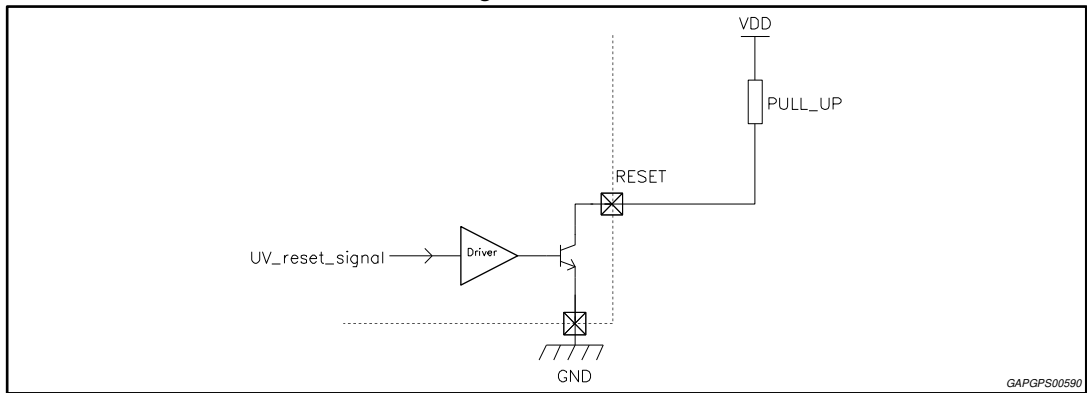 VDD
PULL_UP
RESET
UV_reset_signal
Driver
GND
GAPGPS00590